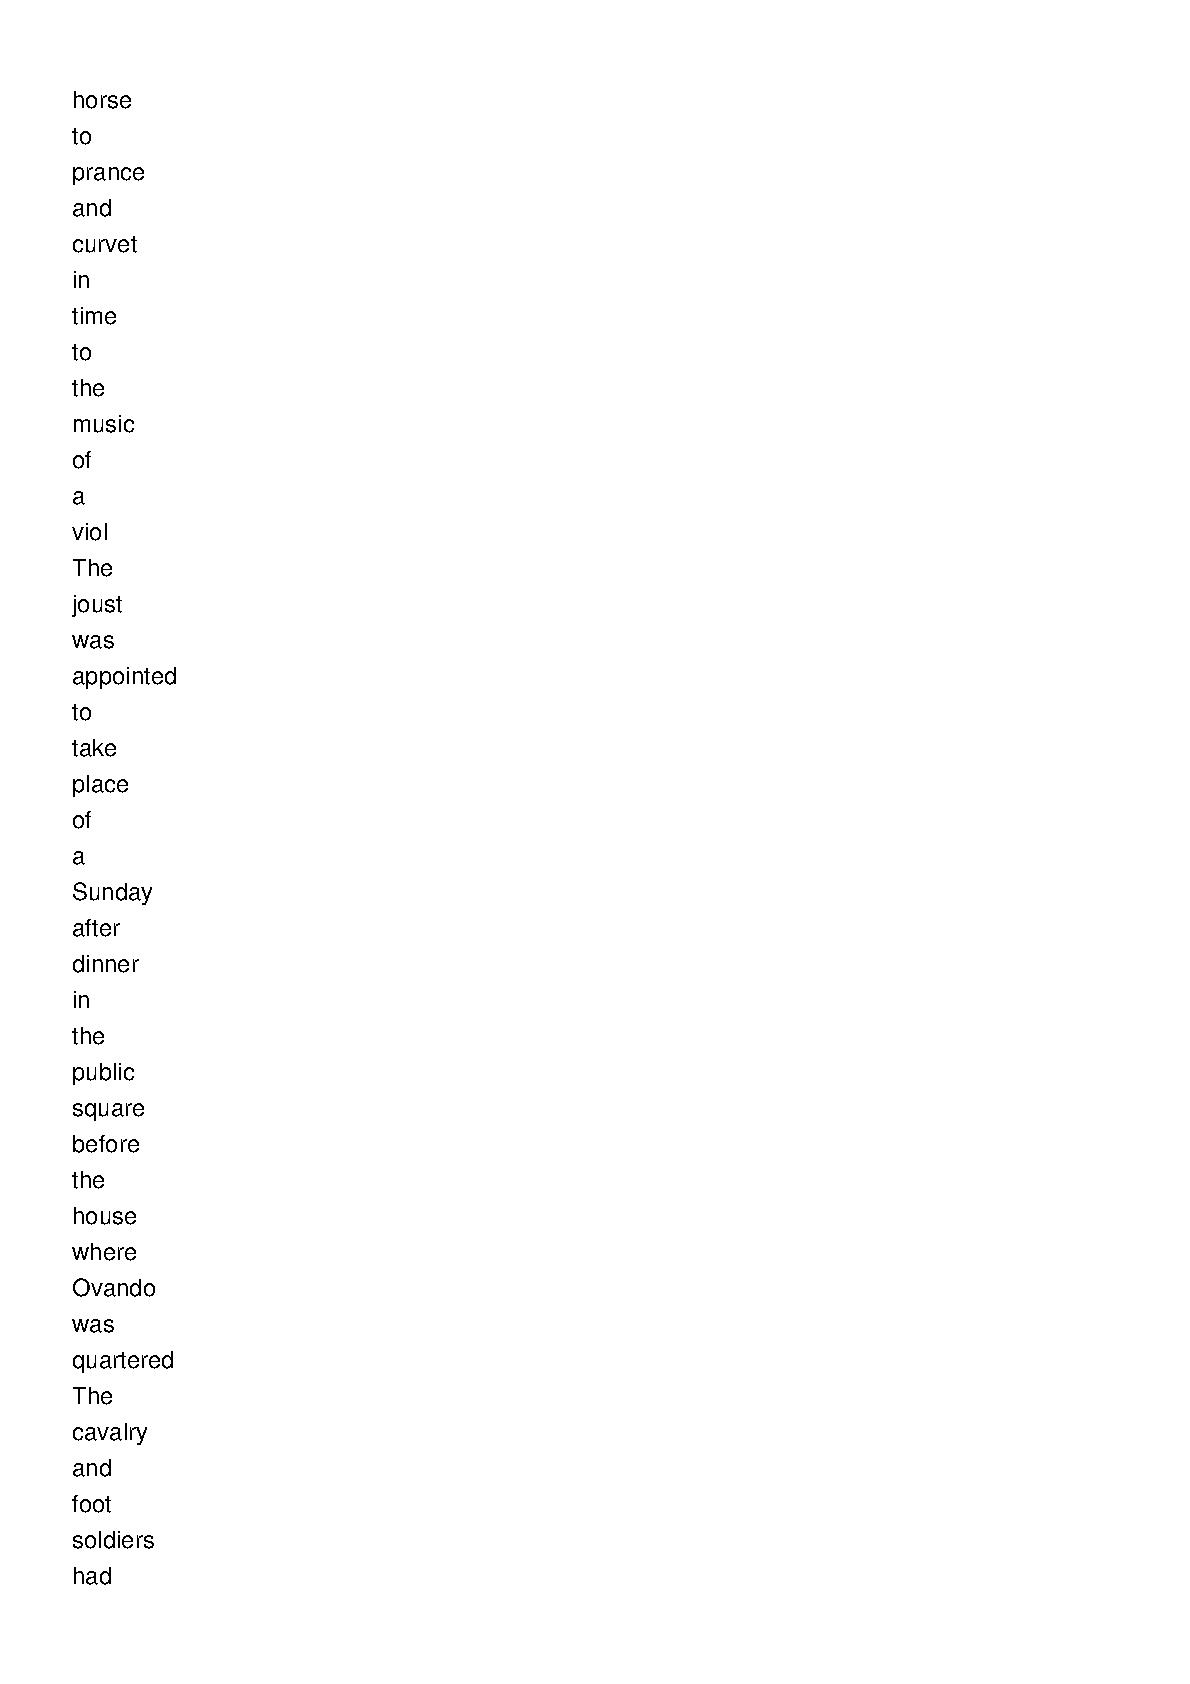 horse
to
prance
and
curvet
in
time
to
the
music
of
a
viol
The
joust
was
appointed
to
take
place
of
a
Sunday
after
dinner
in
the
public
square
before
the
house
where
Ovando
was
quartered
The
cavalry
and
foot
soldiers
had